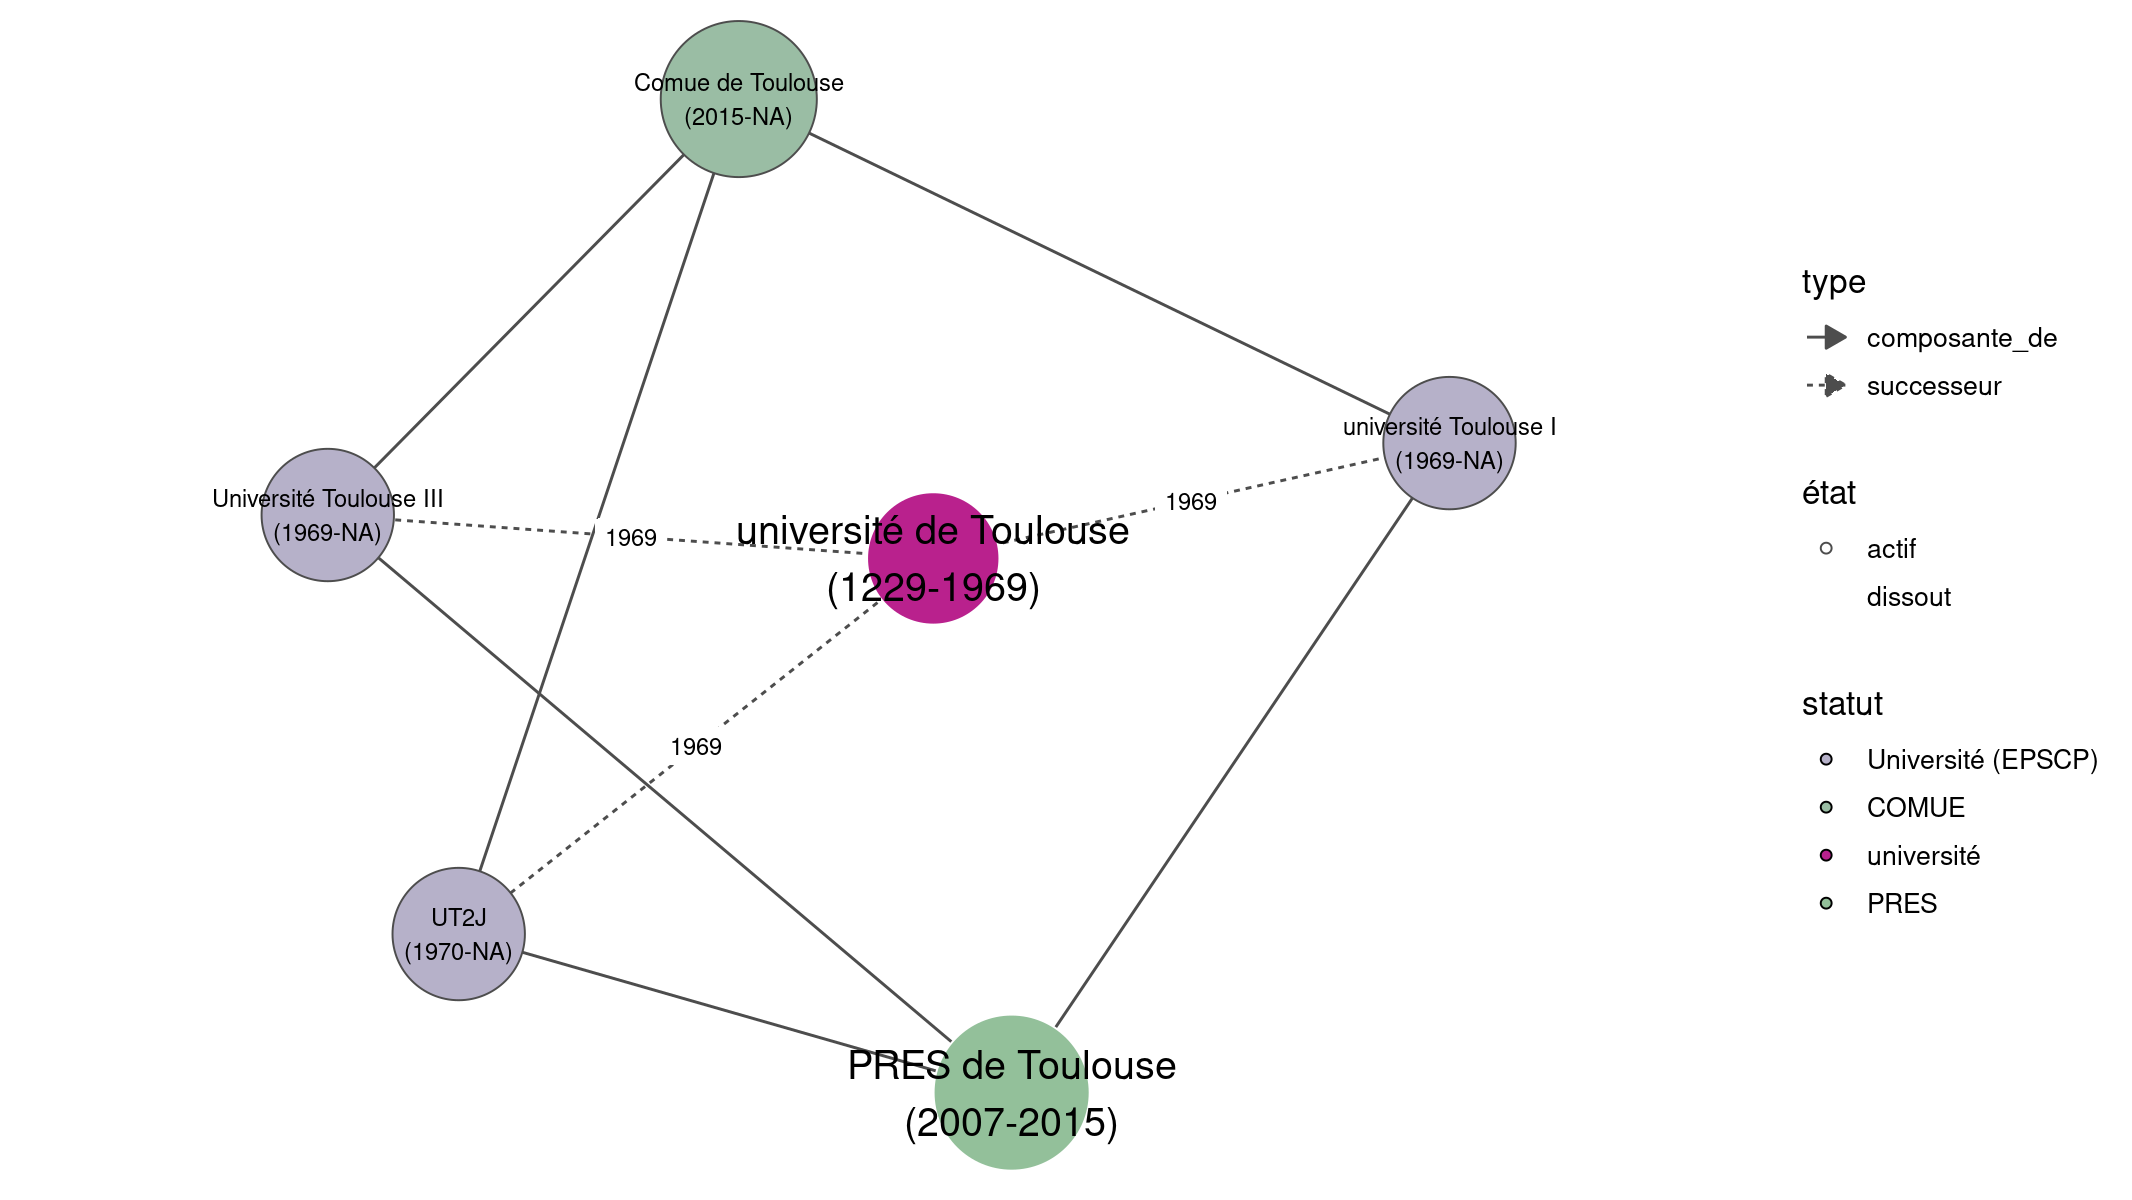 Comue de Toulouse
(2015-NA)
université Toulouse I
(1969-NA)
Université Toulouse III
(1969-NA)
1969
1969
université de Toulouse
(1229-1969)
1969
UT2J
(1970-NA)
PRES de Toulouse
(2007-2015)
type
composante_de
successeur
état
actif
dissout
statut
Université (EPSCP)
COMUE
université
PRES